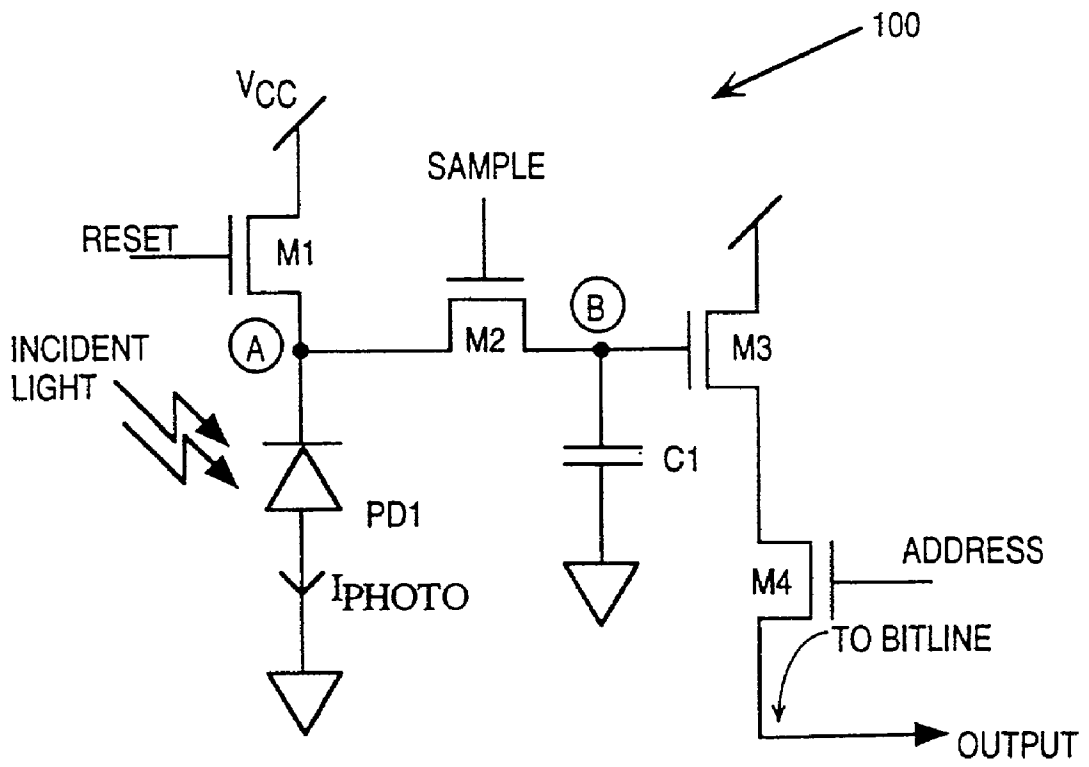 100
VCC
SAMPLE
RESET
M1
B
A
M2
M3
INCIDENT
LIGHT
C1
PD1
ADDRESS
M4
IPHOTO
TO BITLINE
OUTPUT